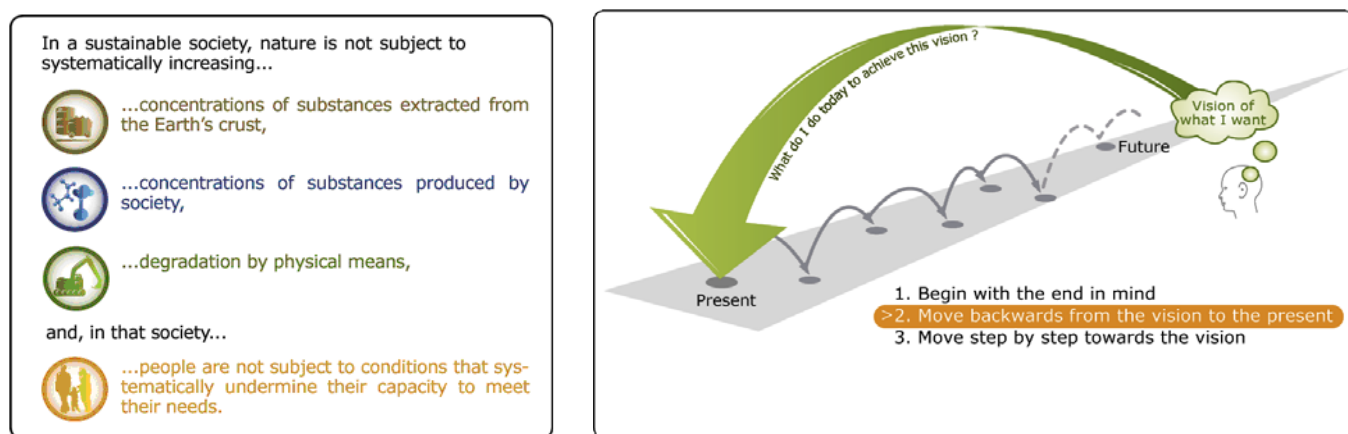 In a sustainable society, nature is not subject to
systematically increasing...
...concentrations of substances extracted from
the Earth's crust,
...concentrations of substances produced by
society,
...degradation by physical means,
and, in that society...
...people are not subject to conditions that sys-
tematically undermine their capacity to meet
their needs.
What do I do today to achieve this vision ?
Vision of
what I want
Future
Present
1. Begin with the end in mind
>2. Move backwards from the vision to the present
3. Move step by step towards the vision